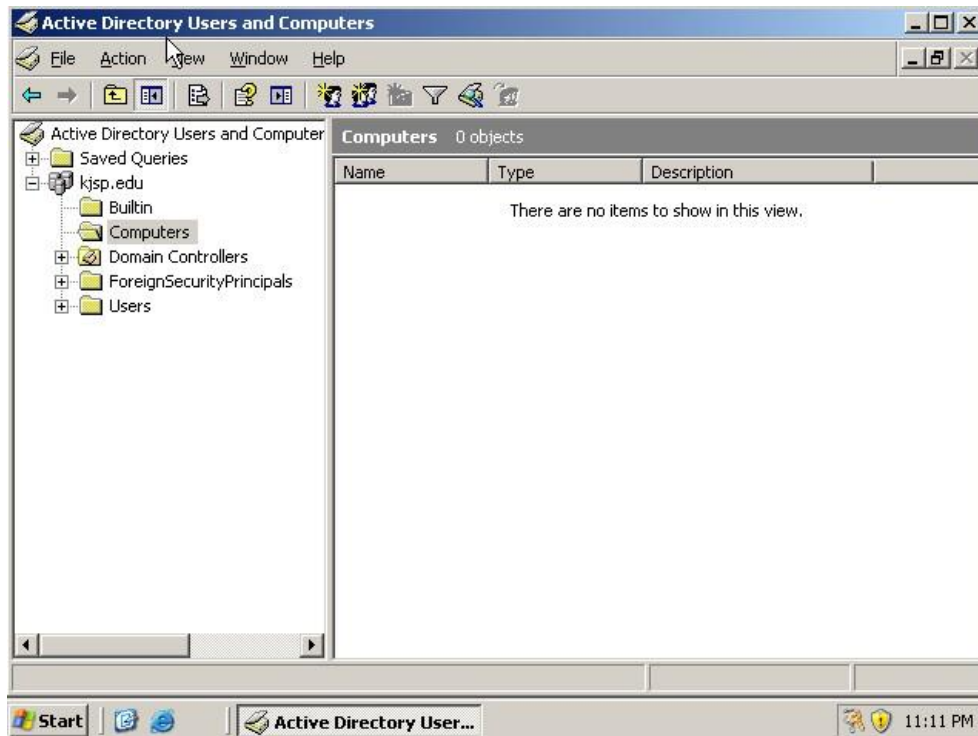 Active Directory Users and Computers
File Action View Window Help
Active Directory Users and Computer
Saved Queries
kjsp.edu
Builtin
Computers
Domain Controllers
ForeignSecurityPrincipals
Users
Computers 0 objects
Name Type Description
There are no items to show in this view.
Start Active Directory User... 11:11 PM